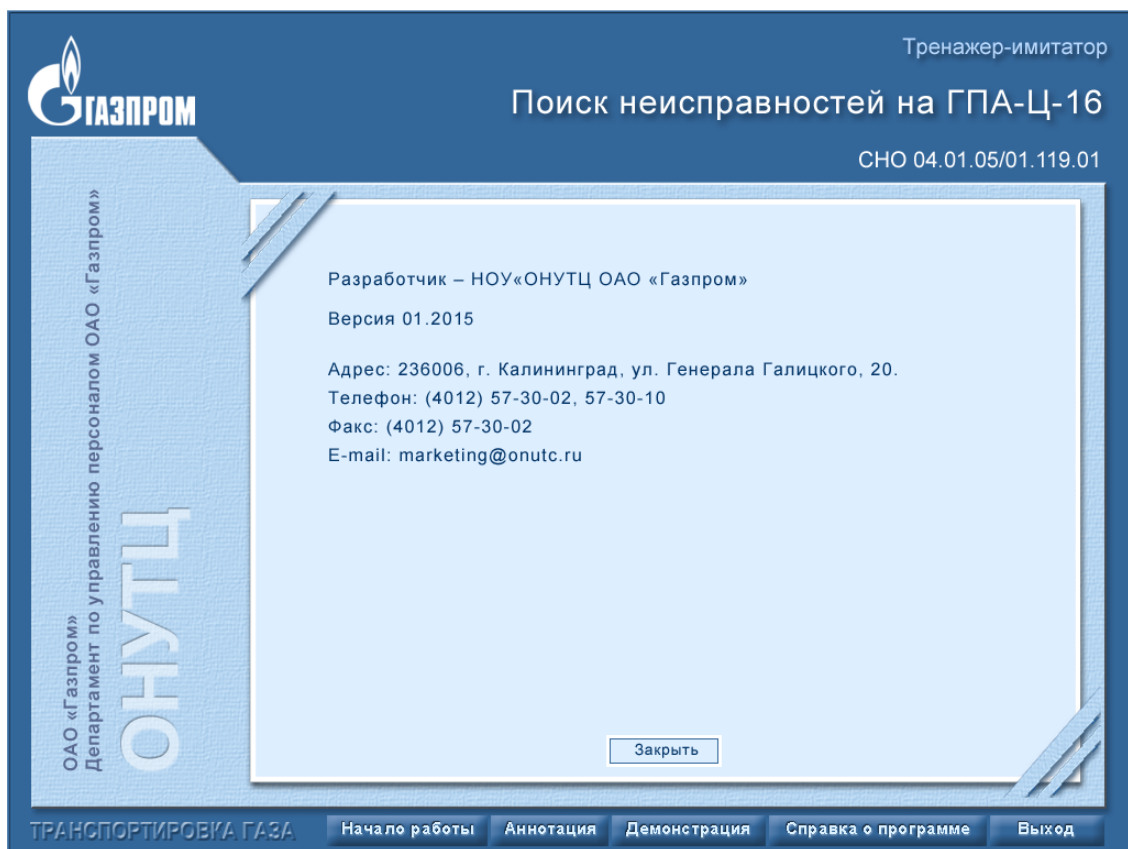 ГАЗПРОМ
Тренажер-имитатор
Поиск неисправностей на ГПА-Ц-16
СНО 04.01.05/01.119.01
ОАО «Газпром»
Департамент по управлению персоналом ОАО «Газпром»
ОНУТЦ
Разработчик – НОУ«ОНУТЦ ОАО «Газпром»
Версия 01.2015
Адрес: 236006, г. Калининград, ул. Генерала Галицкого, 20.
Телефон: (4012) 57-30-02, 57-30-10
Факс: (4012) 57-30-02
E-mail: marketing@onutc.ru
Закрыть
ТРАНСПОРТИРОВКА ГАЗА
Начало работы Аннотация Демонстрация Справка о программе Выход